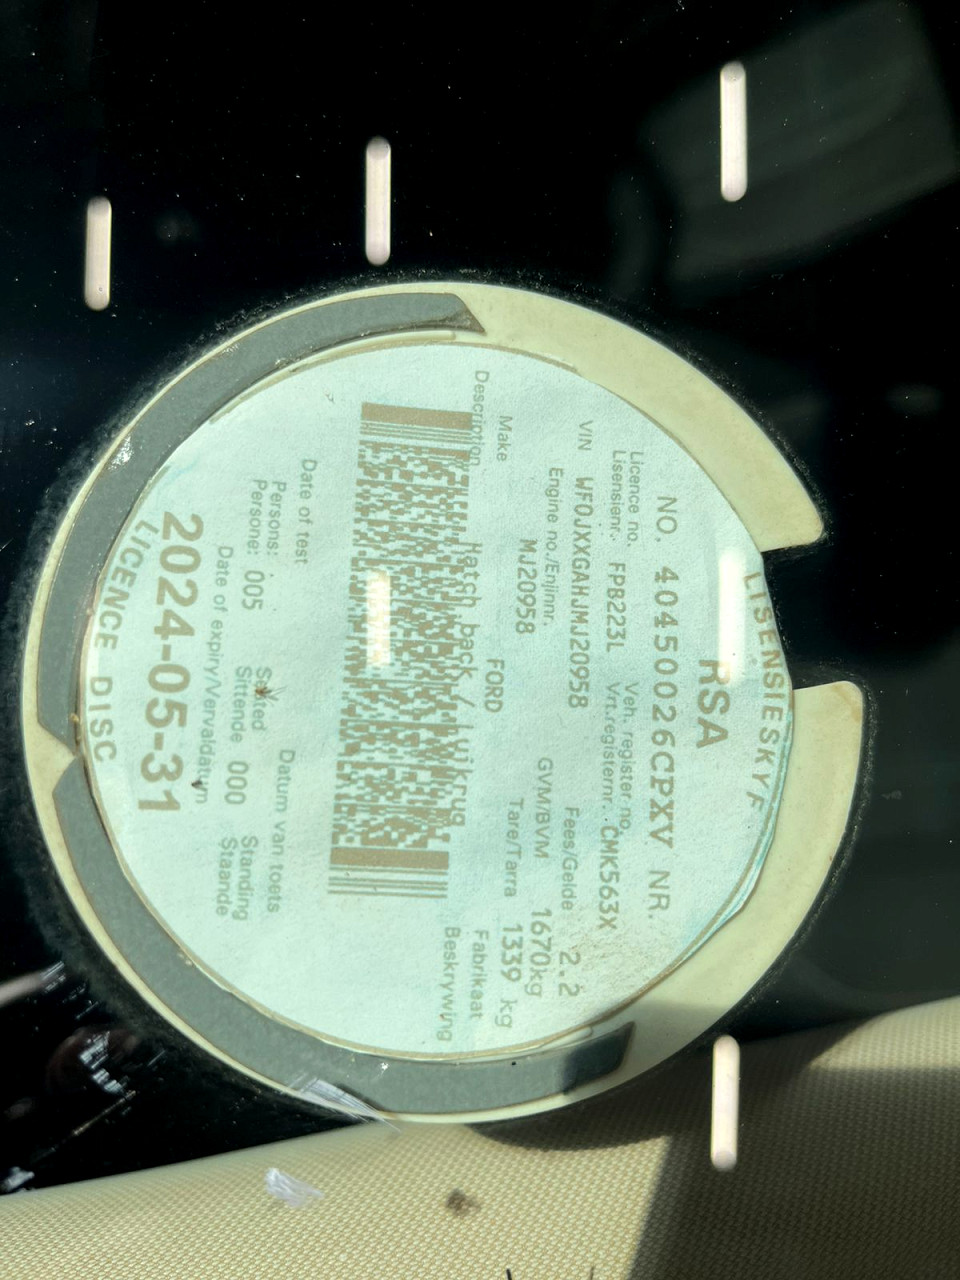 LISENSIESKYF
RSA
NO. 40450026CPXV NR.
Licence no. Veh. register no.
Lisensienr. FPB223L Vrt.registernr. CMK563X
VIN WF0JXXGAHJMJ20958 Fees/Gelde 2.2
Engine no./Enjinnr. GVM/BVM 1670kg
MJ20958 Tare/Tarra 1339 kg
Make FORD Fabrikaat
Description Hatch back / luikrug Beskrywing
Date of test Datum van toets
Persons: Seated Standing
Persone: 005 Sittende 000 Staande
Date of expiry/Vervaldatum
2024-05-31
LICENCE DISC